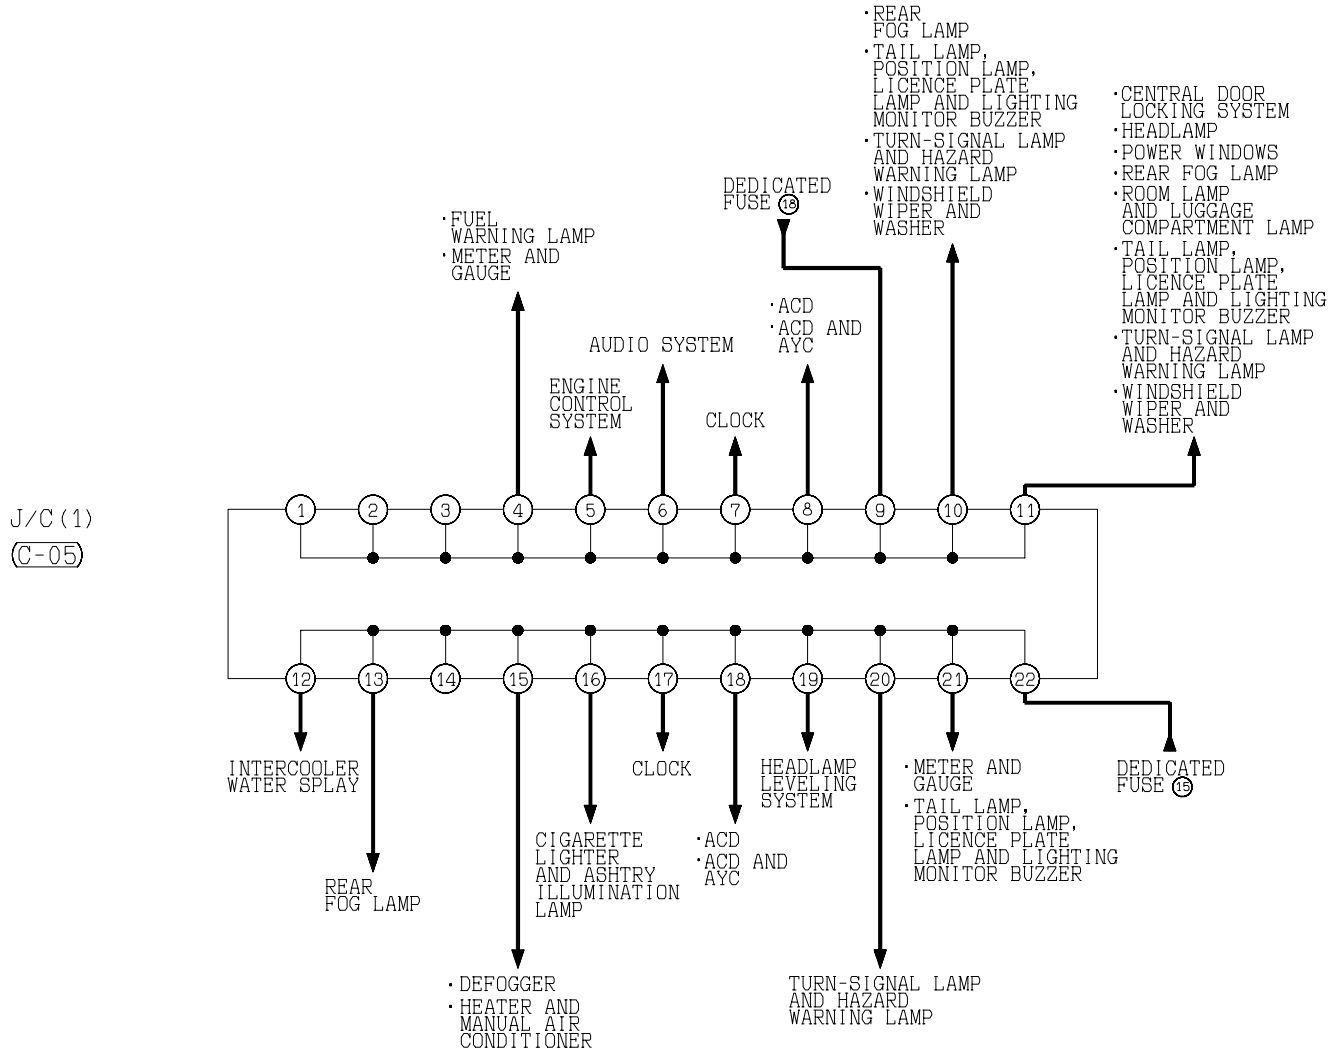 ·REAR
FOG LAMP
·TAIL LAMP,
POSITION LAMP,
LICENCE PLATE
LAMP AND LIGHTING
MONITOR BUZZER
·TURN-SIGNAL LAMP
AND HAZARD
WARNING LAMP
·WINDSHIELD
WIPER AND
WASHER
·CENTRAL DOOR
LOCKING SYSTEM
·HEADLAMP
·POWER WINDOWS
·REAR FOG LAMP
·ROOM LAMP
AND LUGGAGE
COMPARTMENT LAMP
·TAIL LAMP,
POSITION LAMP,
LICENCE PLATE
LAMP AND LIGHTING
MONITOR BUZZER
·TURN-SIGNAL LAMP
AND HAZARD
WARNING LAMP
·WINDSHIELD
WIPER AND
WASHER
DEDICATED
FUSE 18
·FUEL
WARNING LAMP
·METER AND
GAUGE
·ACD
·ACD AND
AYC
AUDIO SYSTEM
ENGINE
CONTROL
SYSTEM
CLOCK
J/C(1)
C-05
1 2 3 4 5 6 7 8 9 10 11
12 13 14 15 16 17 18 19 20 21 22
INTERCOOLER
WATER SPLAY
CLOCK
HEADLAMP
LEVELING
SYSTEM
·METER AND
GAUGE
·TAIL LAMP,
POSITION LAMP,
LICENCE PLATE
LAMP AND LIGHTING
MONITOR BUZZER
DEDICATED
FUSE 15
CIGARETTE
LIGHTER
AND ASHTRY
ILLUMINATION
LAMP
·ACD
·ACD AND
AYC
REAR
FOG LAMP
·DEFOGGER
·HEATER AND
MANUAL AIR
CONDITIONER
TURN-SIGNAL LAMP
AND HAZARD
WARNING LAMP